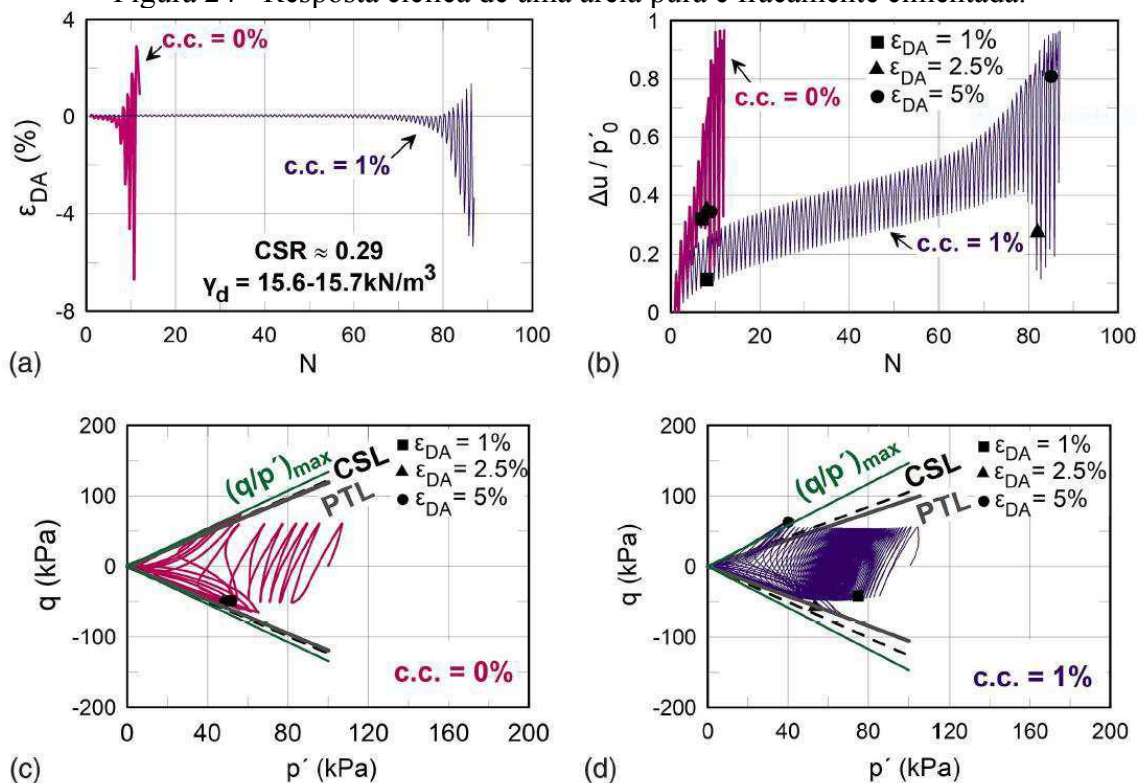 Figura 24 - Resposta cíclica de uma areia pura e fracamente cimentada.
4
0
-4
-8
ε_DA (%)
c.c. = 0%
c.c. = 1%
CSR ≈ 0.29
γ_d = 15.6-15.7kN/m³
0 20 40 60 80 100
(a) N
1
0.8
0.6
0.4
0.2
0
Δu / p´₀
ε_DA = 1%
ε_DA = 2.5%
ε_DA = 5%
c.c. = 0%
c.c. = 1%
0 20 40 60 80 100
(b) N
200
100
0
-100
-200
q (kPa)
(q/p´)max
CSL
PTL
ε_DA = 1%
ε_DA = 2.5%
ε_DA = 5%
c.c. = 0%
0 40 80 120 160 200
(c) p´ (kPa)
200
100
0
-100
-200
q (kPa)
(q/p´)max
CSL
PTL
ε_DA = 1%
ε_DA = 2.5%
ε_DA = 5%
c.c. = 1%
0 40 80 120 160 200
(d) p´ (kPa)